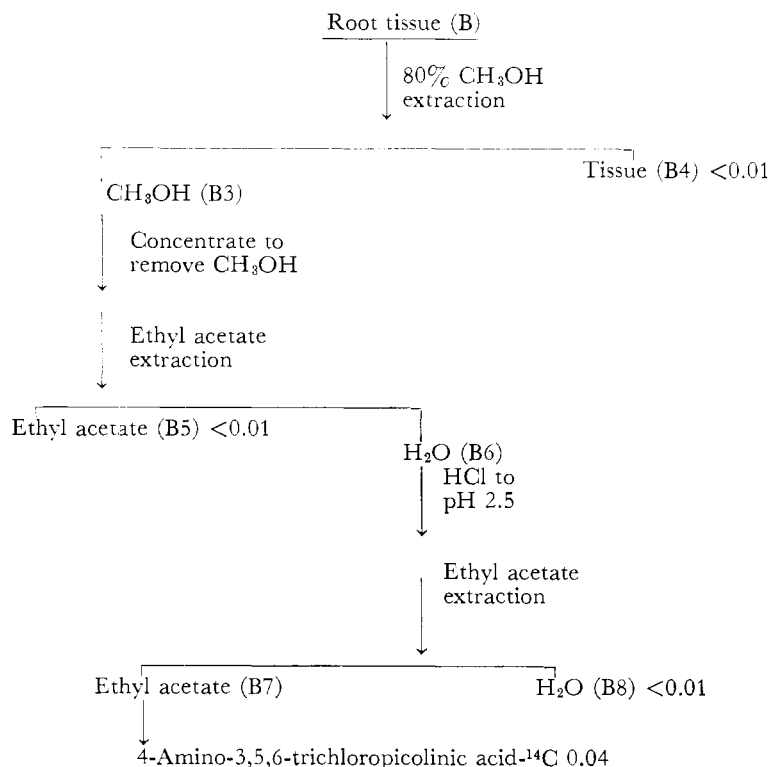 Root tissue (B)
80% CH₃OH
extraction
Tissue (B4) <0.01
CH₃OH (B3)
Concentrate to
remove CH₃OH
Ethyl acetate
extraction
Ethyl acetate (B5) <0.01
H₂O (B6)
HCl to
pH 2.5
Ethyl acetate
extraction
Ethyl acetate (B7)
H₂O (B8) <0.01
4-Amino-3,5,6-trichloropicolinic acid-¹⁴C 0.04